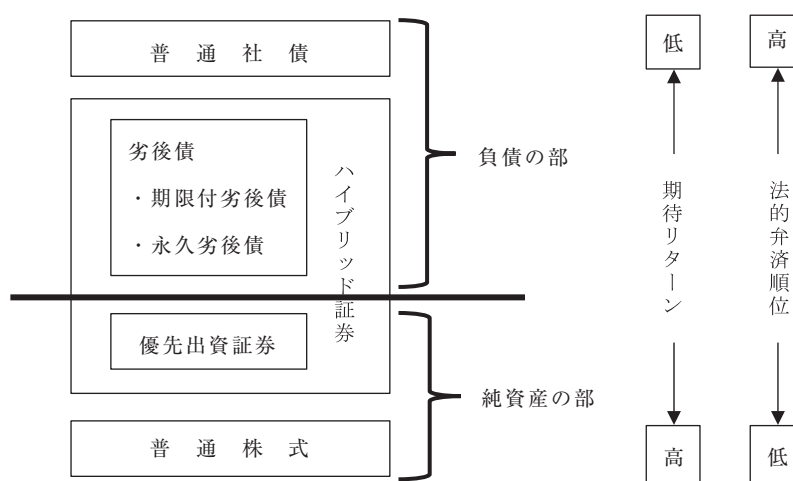 普通社債
劣後債
・期限付劣後債
・永久劣後債
ハイブリッド証券
優先出資証券
普通株式
負債の部
純資産の部
低
期待リターン
高
高
法的弁済順位
低